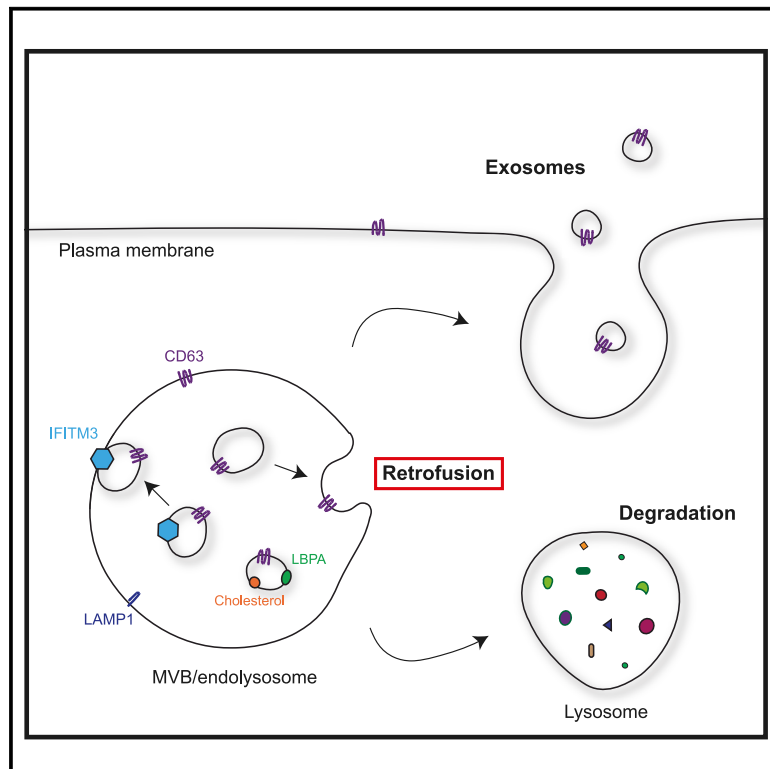 Exosomes
Plasma membrane
CD63
IFITM3
Retrofusion
Degradation
LBPA
Cholesterol
LAMP1
MVB/endolysosome
Lysosome